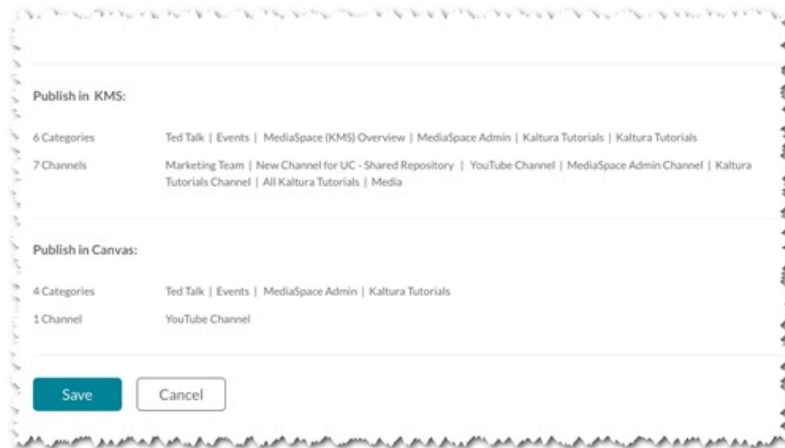 Publish in KMS:
6 Categories Ted Talk | Events | MediaSpace (KMS) Overview | MediaSpace Admin | Kaltura Tutorials | Kaltura Tutorials
7 Channels Marketing Team | New Channel for UC - Shared Repository | YouTube Channel | MediaSpace Admin Channel | Kaltura
Tutorials Channel | All Kaltura Tutorials | Media
Publish in Canvas:
4 Categories Ted Talk | Events | MediaSpace Admin | Kaltura Tutorials
1 Channel YouTube Channel
Save Cancel